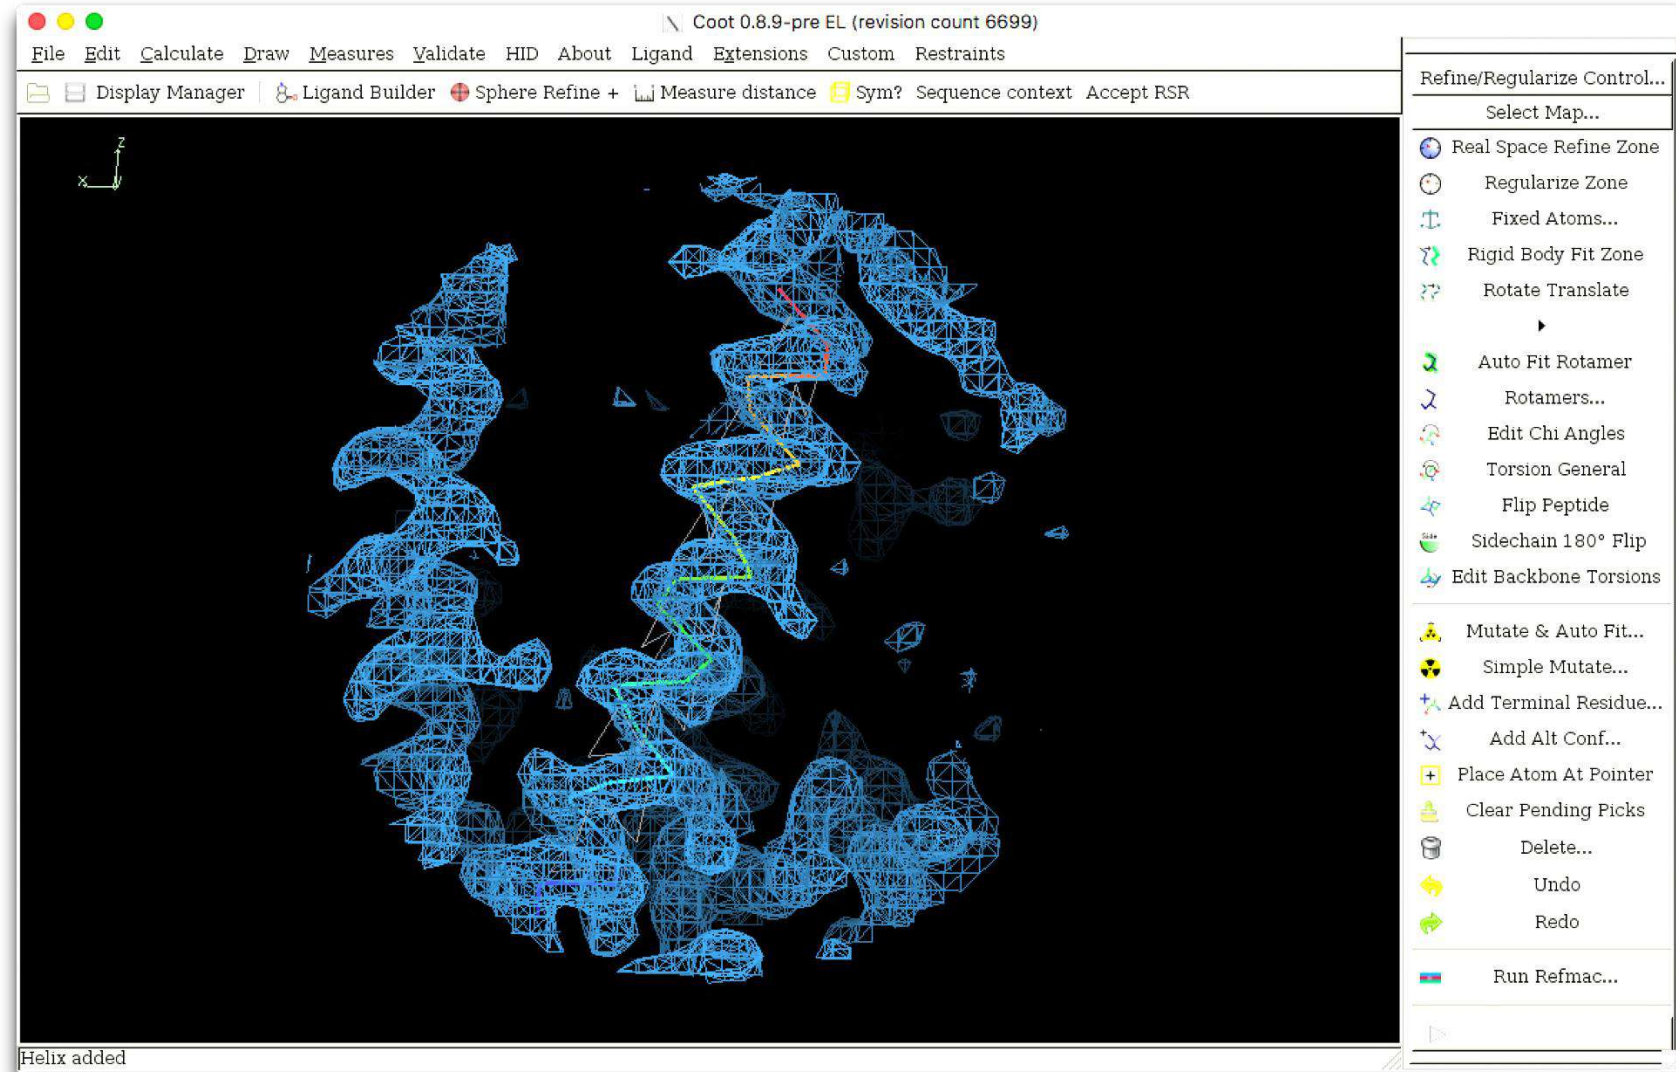 Coot 0.8.9-pre EL (revision count 6699)
File Edit Calculate Draw Measures Validate HID About Ligand Extensions Custom Restraints
Display Manager Ligand Builder Sphere Refine + Measure distance Sym? Sequence context Accept RSR
Refine/Regularize Control...
Select Map...
Real Space Refine Zone
Regularize Zone
Fixed Atoms...
Rigid Body Fit Zone
Rotate Translate
Auto Fit Rotamer
Rotamers...
Edit Chi Angles
Torsion General
Flip Peptide
Side
Sidechain 180° Flip
Edit Backbone Torsions
Mutate & Auto Fit...
Simple Mutate...
Add Terminal Residue...
Add Alt Conf...
Place Atom At Pointer
Clear Pending Picks
Delete...
Undo
Redo
Run Refmac...
z
x
Helix added